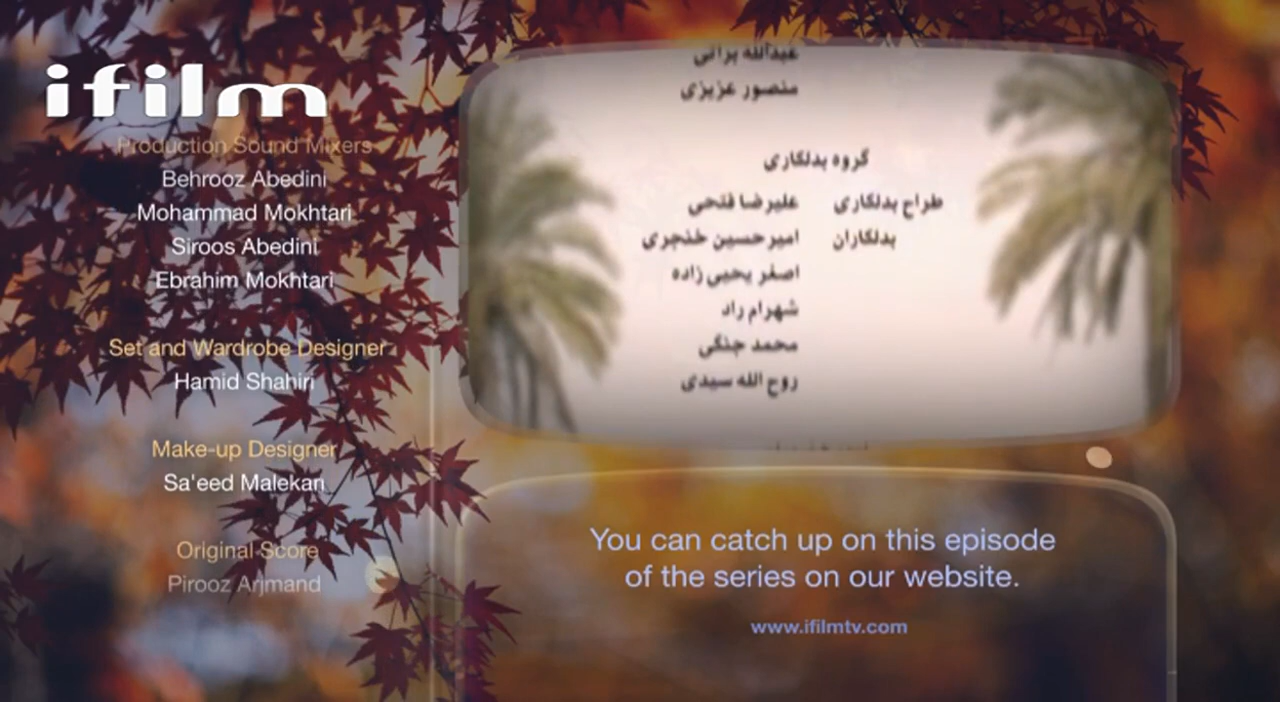 ifilm
Production Sound Mixers
Behrooz Abedini
Mohammad Mokhtari
Siroos Abedini
Ebrahim Mokhtari
Set and Wardrobe Designer
Hamid Shahiri
Make-up Designer
Sa'eed Malekan
Original Score
Pirooz Arjmand
عبدالله براتی
منصور عزیزی
گروه بدلکاری
طراح بدلکاری علیرضا فتحی
بدلکاران امیرحسین خنجری
اصغر یحیی زاده
شهرام راد
محمد جنگی
روح الله سیدی
You can catch up on this episode
of the series on our website.
www.ifilmtv.com